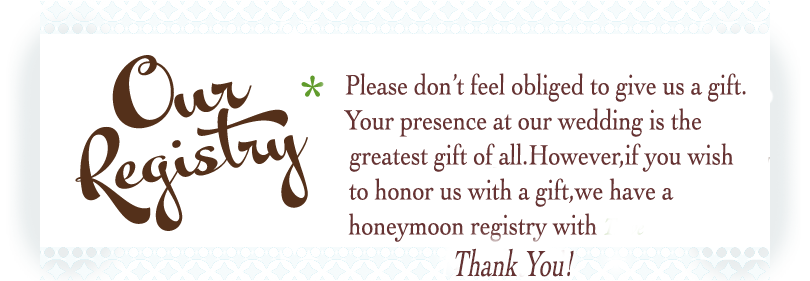 Our
Registry
* Please don't feel obliged to give us a gift.
Your presence at our wedding is the
greatest gift of all.However,if you wish
to honor us with a gift,we have a
honeymoon registry with
Thank You!